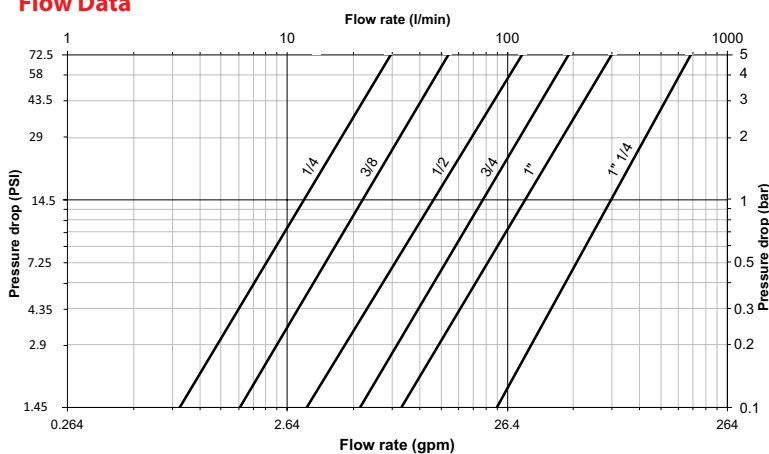 Flow Data
Flow rate (l/min)
1 10 100 1000
72.5 5
58 4
43.5 3
29 2
1/4 3/8 1/2 3/4 1" 1" 1/4
14.5 1
7.25 0.5
4.35 0.3
2.9 0.2
1.45 0.1
Pressure drop (PSI)
Pressure drop (bar)
0.264 2.64 26.4 264
Flow rate (gpm)